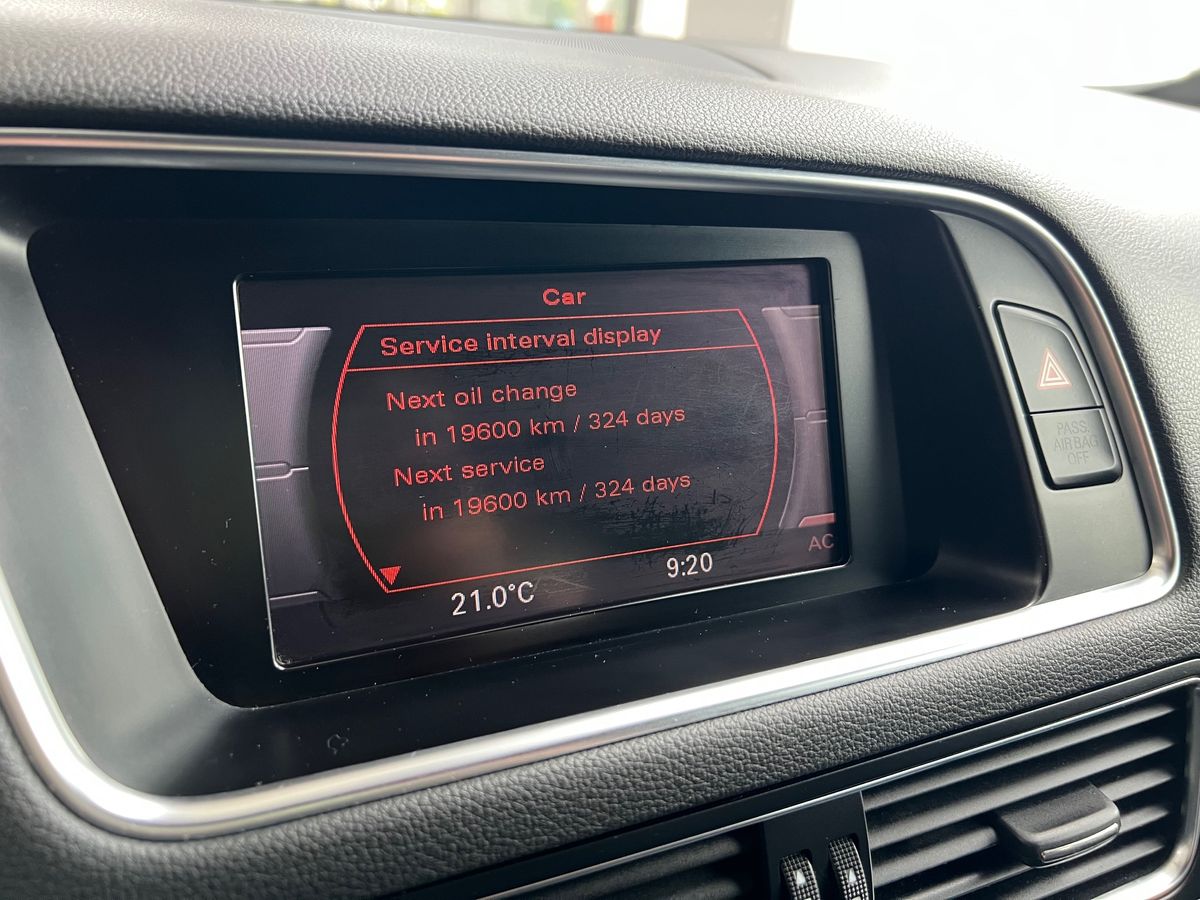 Car
Service interval display
Next oil change
in 19600 km / 324 days
Next service
in 19600 km / 324 days
AC
21.0°C
9:20
PASS.
AIR BAG
OFF